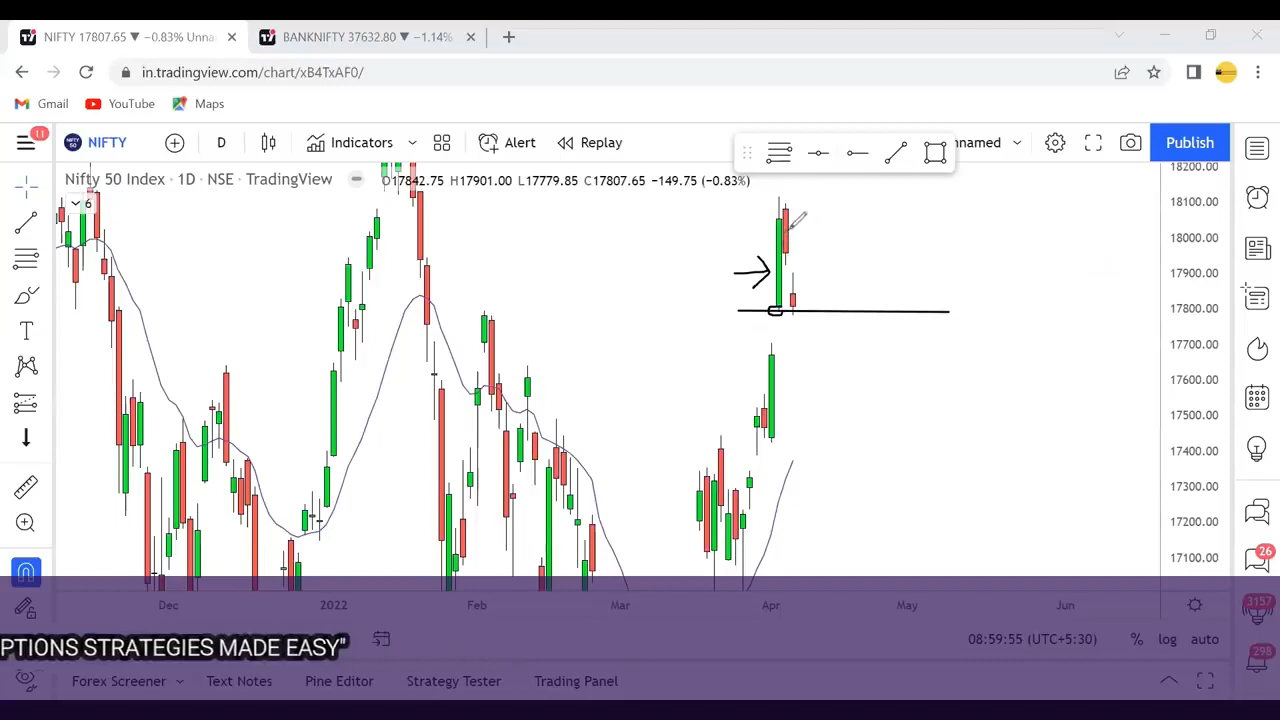 NIFTY 17807.65 ▼ −0.83% Unna
BANKNIFTY 37632.80 ▼ −1.14%
in.tradingview.com/chart/xB4TxAF0/
Gmail
YouTube
Maps
11
NIFTY
D
Indicators
Alert
Replay
nnamed
Publish
Nifty 50 Index · 1D · NSE · TradingView
O17842.75 H17901.00 L17779.85 C17807.65 −149.75 (−0.83%)
6
18200.00
18100.00
18000.00
17900.00
17800.00
17700.00
17600.00
17500.00
17400.00
17300.00
17200.00
17100.00
Dec
2022
Feb
Mar
Apr
May
Jun
26
3157
298
PTIONS STRATEGIES MADE EASY"
08:59:55 (UTC+5:30)
%
log
auto
Forex Screener
Text Notes
Pine Editor
Strategy Tester
Trading Panel